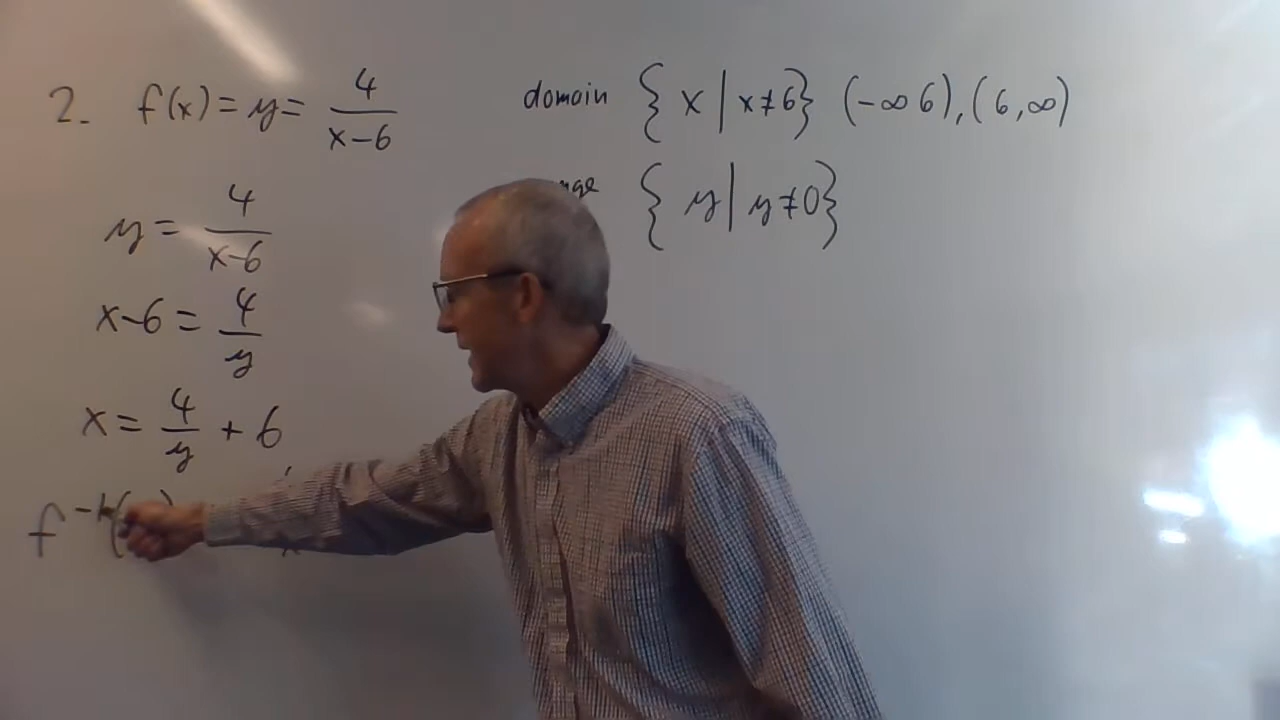 2. f(x) = y = 4/(x-6)
domain { x | x≠6} (-∞ 6), (6, ∞)
{ y | y≠0}
y = 4/(x-6)
x-6 = 4/y
x = 4/y + 6
f